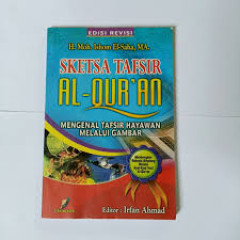 EDISI REVISI
H. Moh. Ishom El-Saha, MA.
SKETSA TAFSIR
AL-QUR'AN
MENGENAL TAFSIR HAYAWAN
MELALUI GAMBAR
Editor : Irfan Ahmad